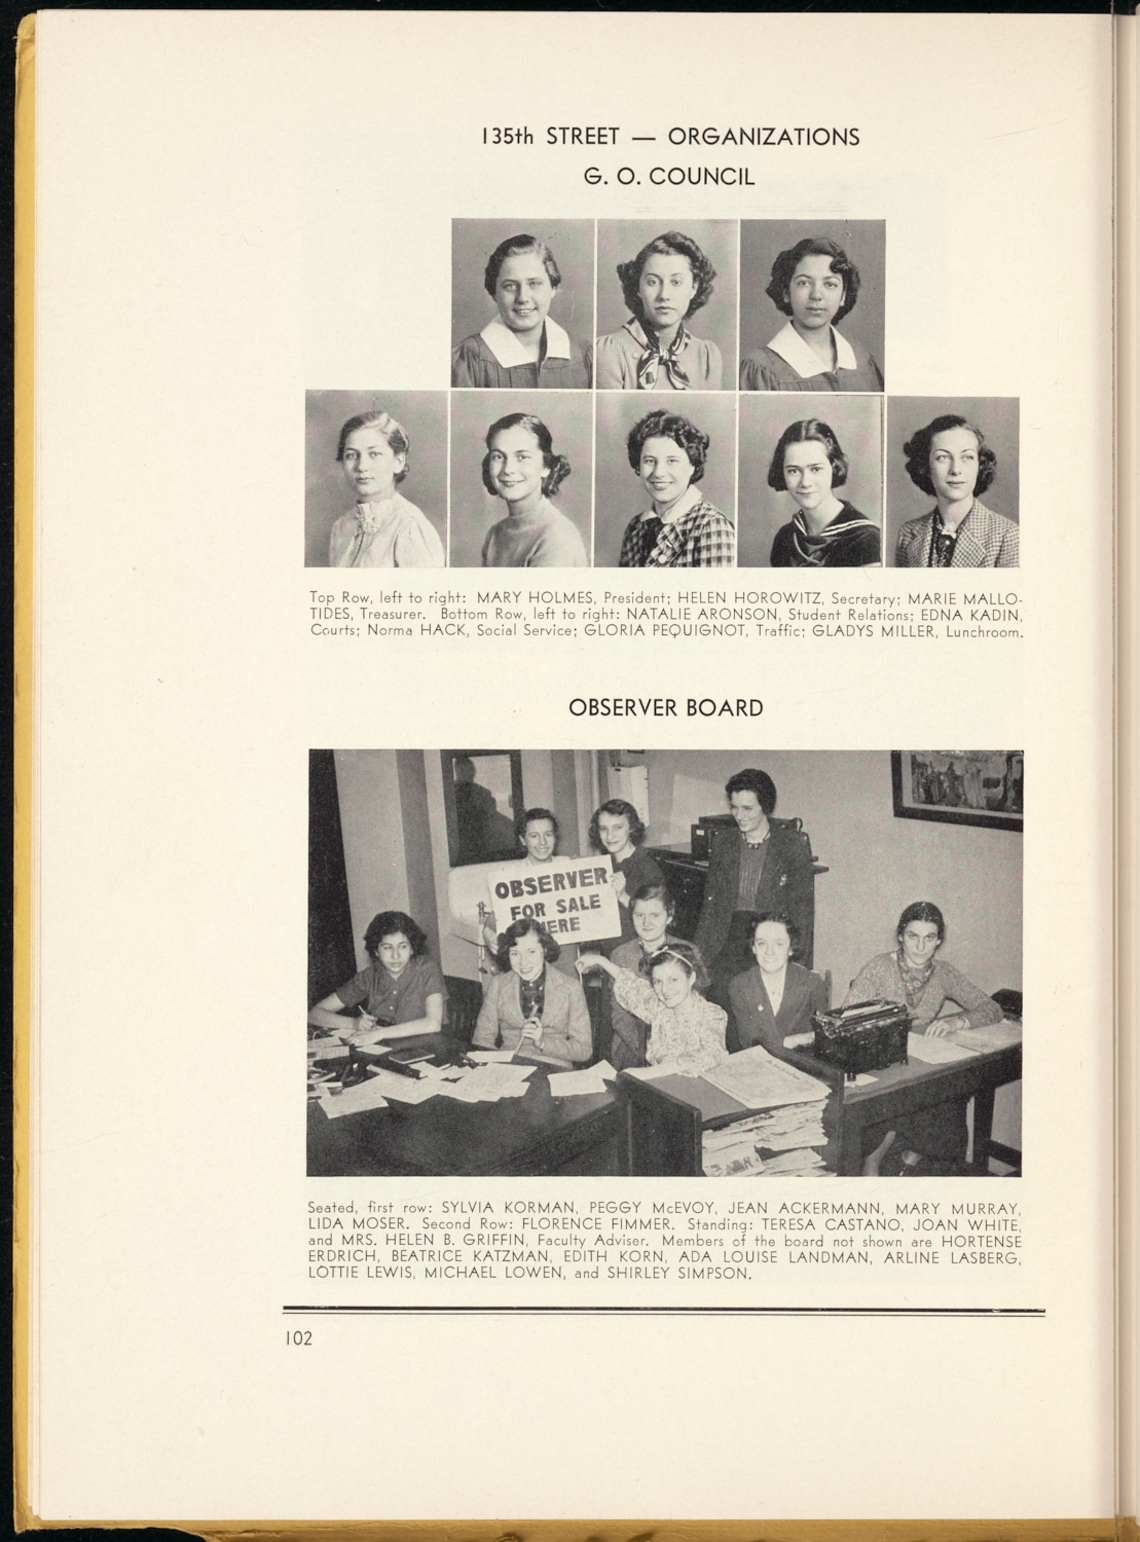 135th STREET — ORGANIZATIONS
G. O. COUNCIL
Top Row, left to right: MARY HOLMES, President; HELEN HOROWITZ, Secretary; MARIE MALLO-
TIDES, Treasurer. Bottom Row, left to right: NATALIE ARONSON, Student Relations; EDNA KADIN,
Courts; Norma HACK, Social Service; GLORIA PEQUIGNOT, Traffic; GLADYS MILLER, Lunchroom.
OBSERVER BOARD
OBSERVER
FOR SALE
HERE
Seated, first row: SYLVIA KORMAN, PEGGY McEVOY, JEAN ACKERMANN, MARY MURRAY,
LIDA MOSER. Second Row: FLORENCE FIMMER. Standing: TERESA CASTANO, JOAN WHITE,
and MRS. HELEN B. GRIFFIN, Faculty Adviser. Members of the board not shown are HORTENSE
ERDRICH, BEATRICE KATZMAN, EDITH KORN, ADA LOUISE LANDMAN, ARLINE LASBERG,
LOTTIE LEWIS, MICHAEL LOWEN, and SHIRLEY SIMPSON.
102